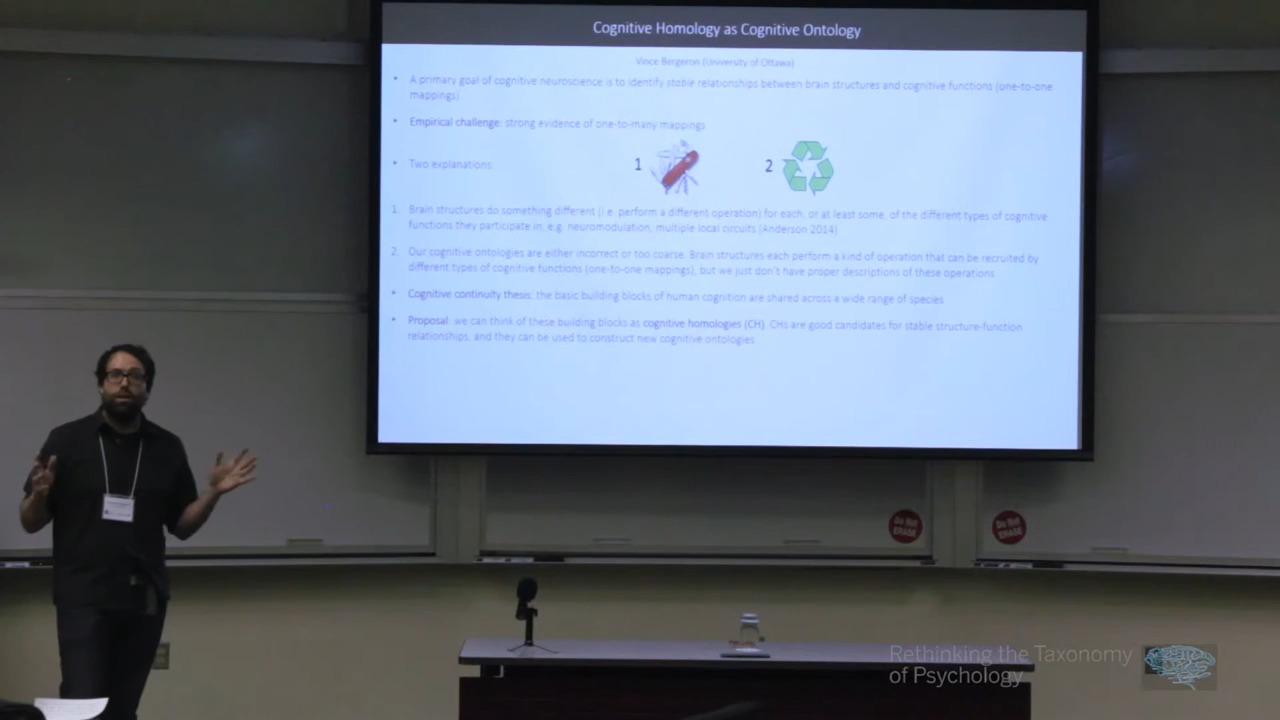 Cognitive Homology as Cognitive Ontology
Vince Bergeron (University of Ottawa)
• A primary goal of cognitive neuroscience is to identify stable relationships between brain structures and cognitive functions (one-to-one
mappings)
• Empirical challenge: strong evidence of one-to-many mappings
• Two explanations:
1
2
1. Brain structures do something different (i.e. perform a different operation) for each, or at least some, of the different types of cognitive
functions they participate in, e.g. neuromodulation, multiple local circuits (Anderson 2014)
2. Our cognitive ontologies are either incorrect or too coarse. Brain structures each perform a kind of operation that can be recruited by
different types of cognitive functions (one-to-one mappings), but we just don't have proper descriptions of these operations
• Cognitive continuity thesis: the basic building blocks of human cognition are shared across a wide range of species
• Proposal: we can think of these building blocks as cognitive homologies (CH). CHs are good candidates for stable structure-function
relationships, and they can be used to construct new cognitive ontologies
Do Not
ERASE
Do Not
ERASE
Rethinking the Taxonomy
of Psychology